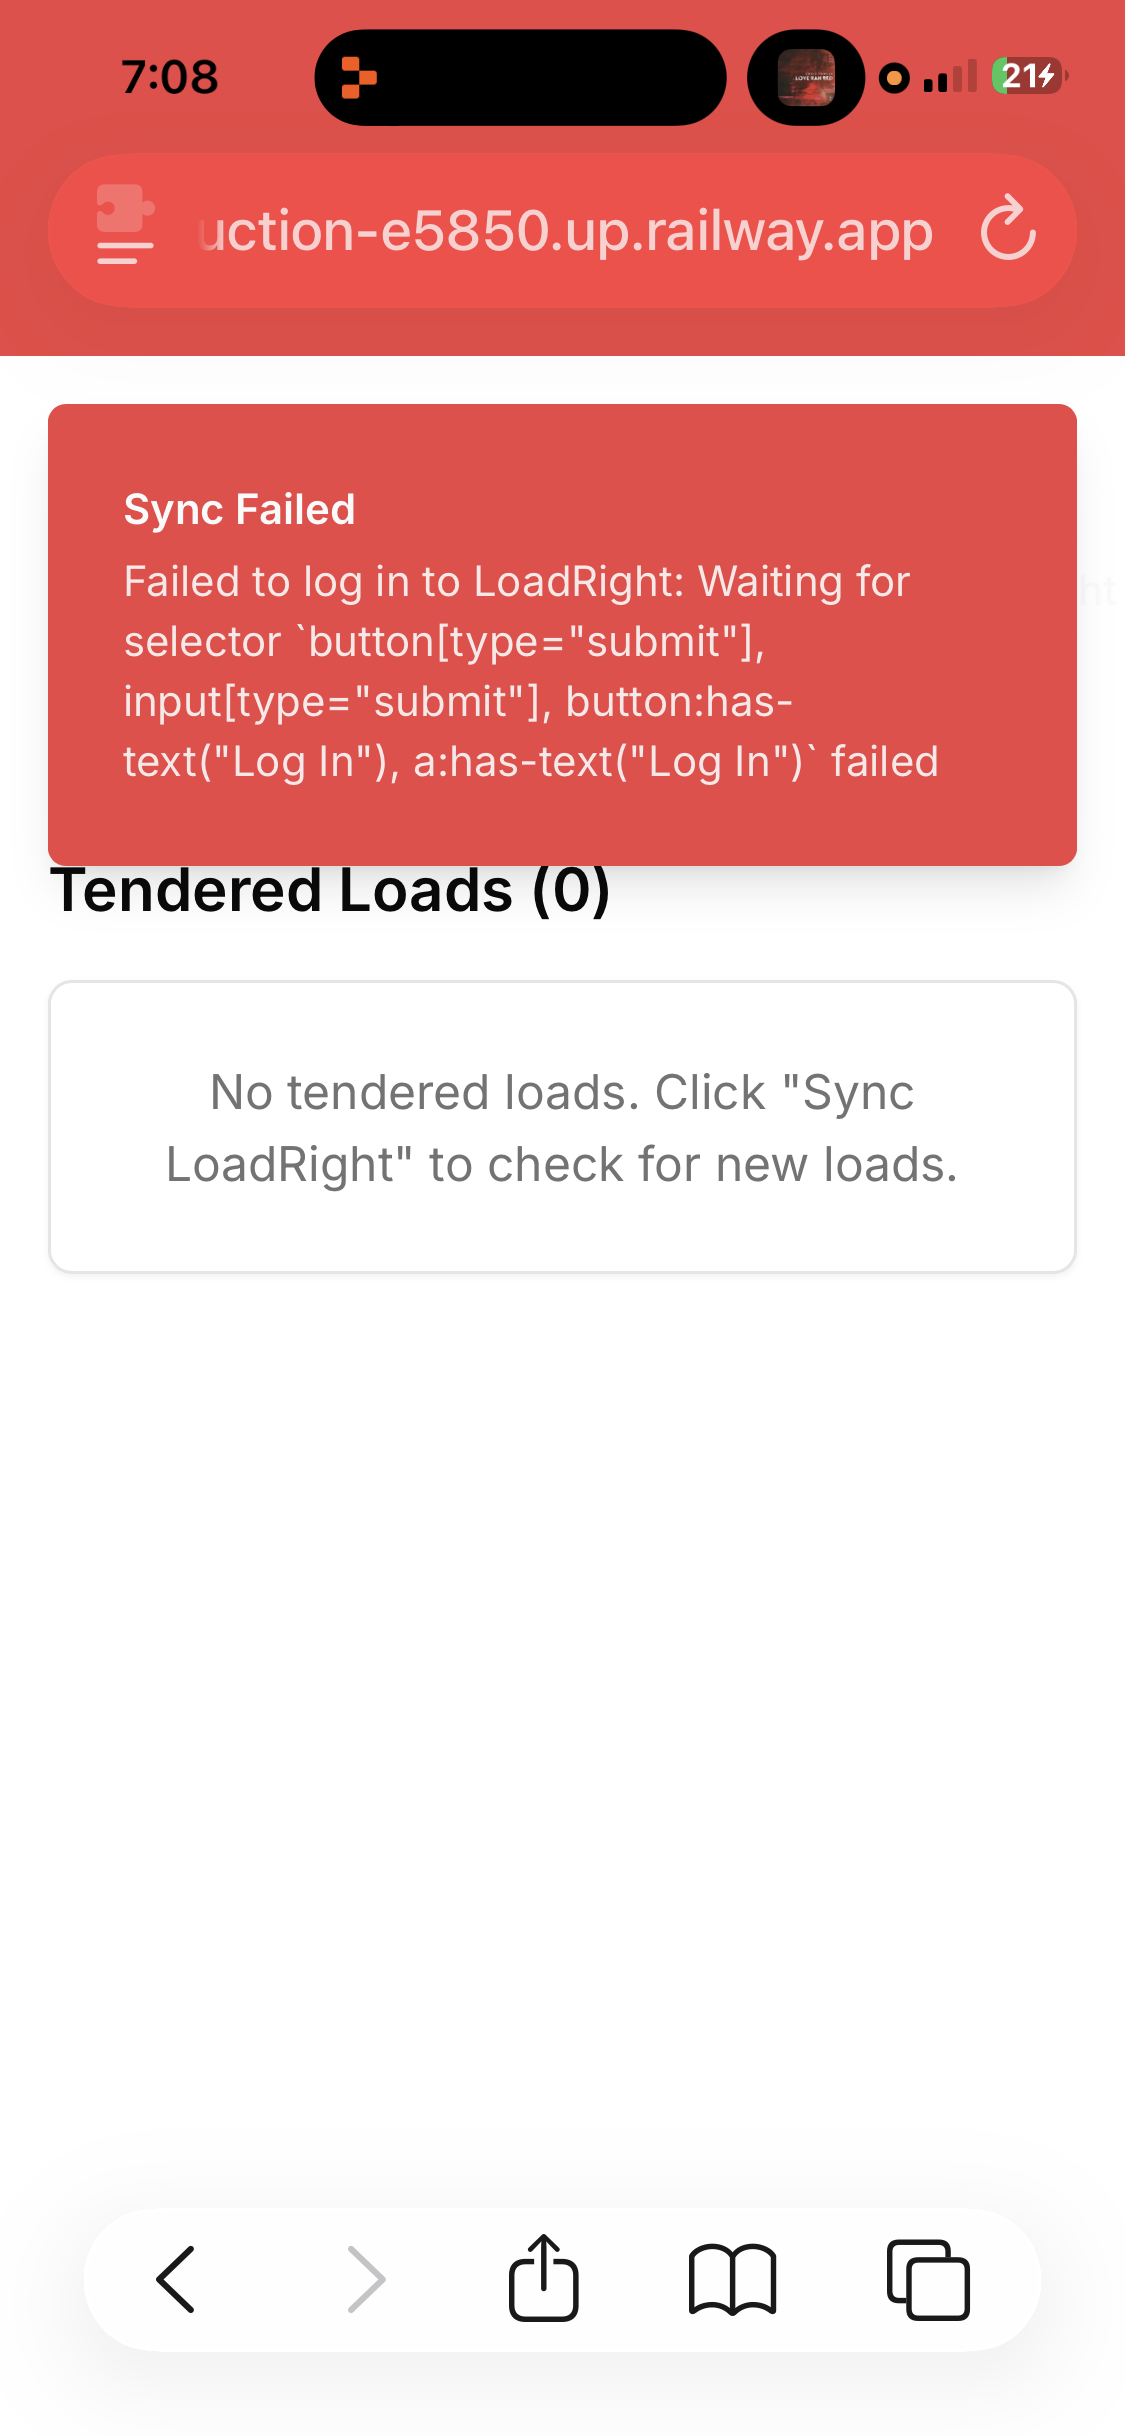 7:08
21
uction-e5850.up.railway.app
Sync Failed
Failed to log in to LoadRight: Waiting for
selector `button[type="submit"],
input[type="submit"], button:has-
text("Log In"), a:has-text("Log In")` failed
ht
Tendered Loads (0)
No tendered loads. Click "Sync
LoadRight" to check for new loads.